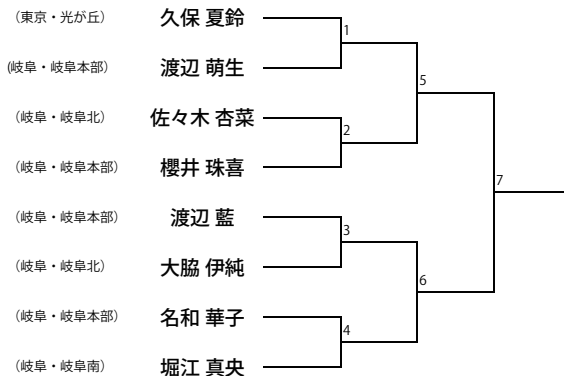 （東京・光が丘） 久保 夏鈴
1
(岐阜・岐阜本部） 渡辺 萌生
5
（岐阜・岐阜北） 佐々木 杏菜
2
（岐阜・岐阜本部） 櫻井 珠喜
7
（岐阜・岐阜本部） 渡辺 藍
3
（岐阜・岐阜北） 大脇 伊純
6
（岐阜・岐阜本部） 名和 華子
4
（岐阜・岐阜南） 堀江 真央